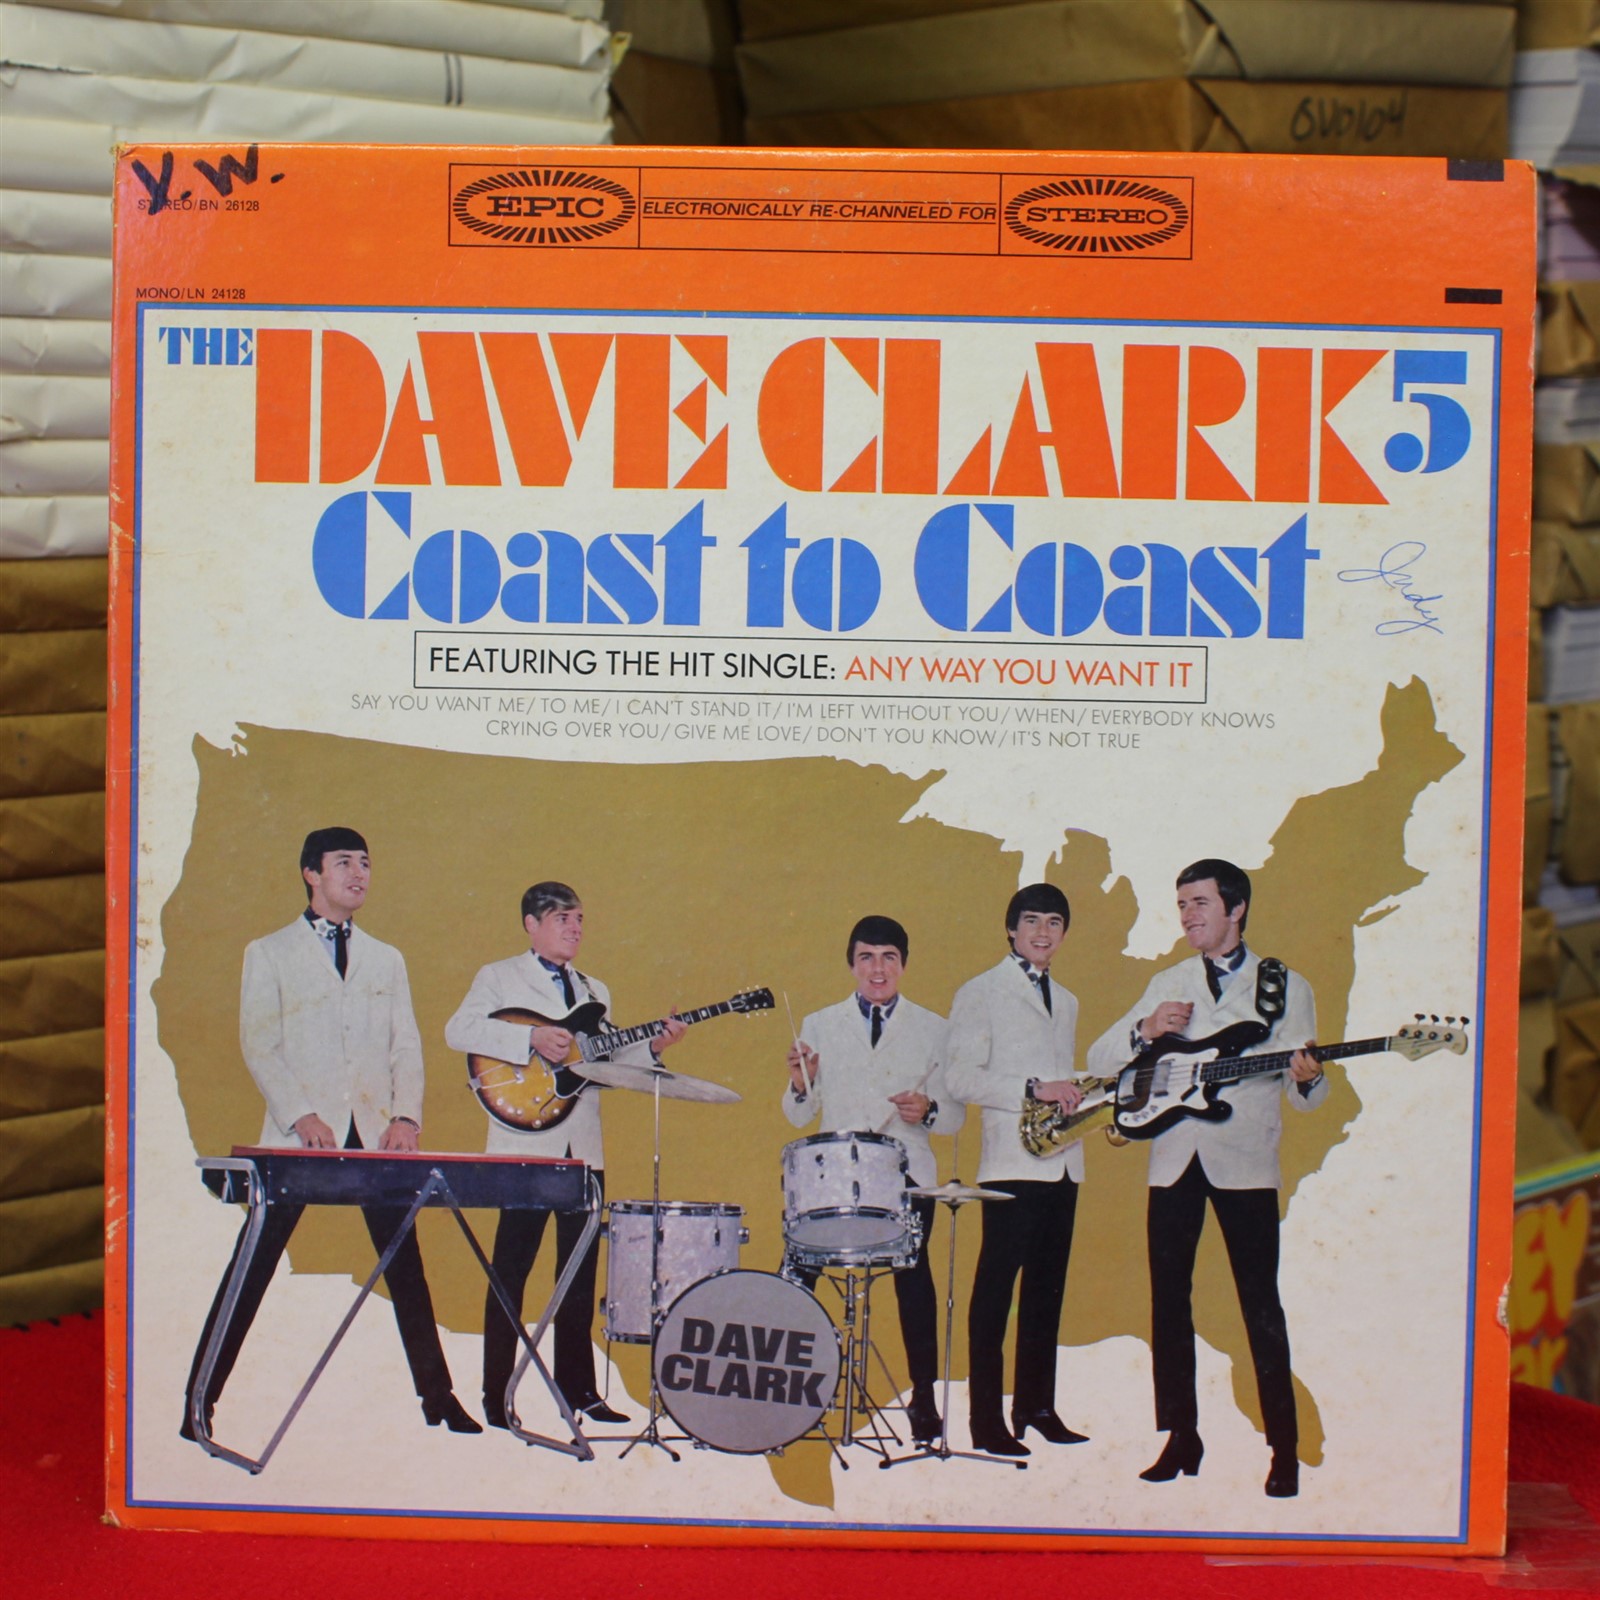 6V0104
Y.W.
STEREO/BN 26128
EPIC
ELECTRONICALLY RE-CHANNELED FOR
STEREO
MONO/LN 24128
THE DAVE CLARK 5
Coast to Coast
Judy
FEATURING THE HIT SINGLE: ANY WAY YOU WANT IT
SAY YOU WANT ME/TO ME/I CAN'T STAND IT/I'M LEFT WITHOUT YOU/WHEN/EVERYBODY KNOWS
CRYING OVER YOU/GIVE ME LOVE/DON'T YOU KNOW/IT'S NOT TRUE
DAVE
CLARK